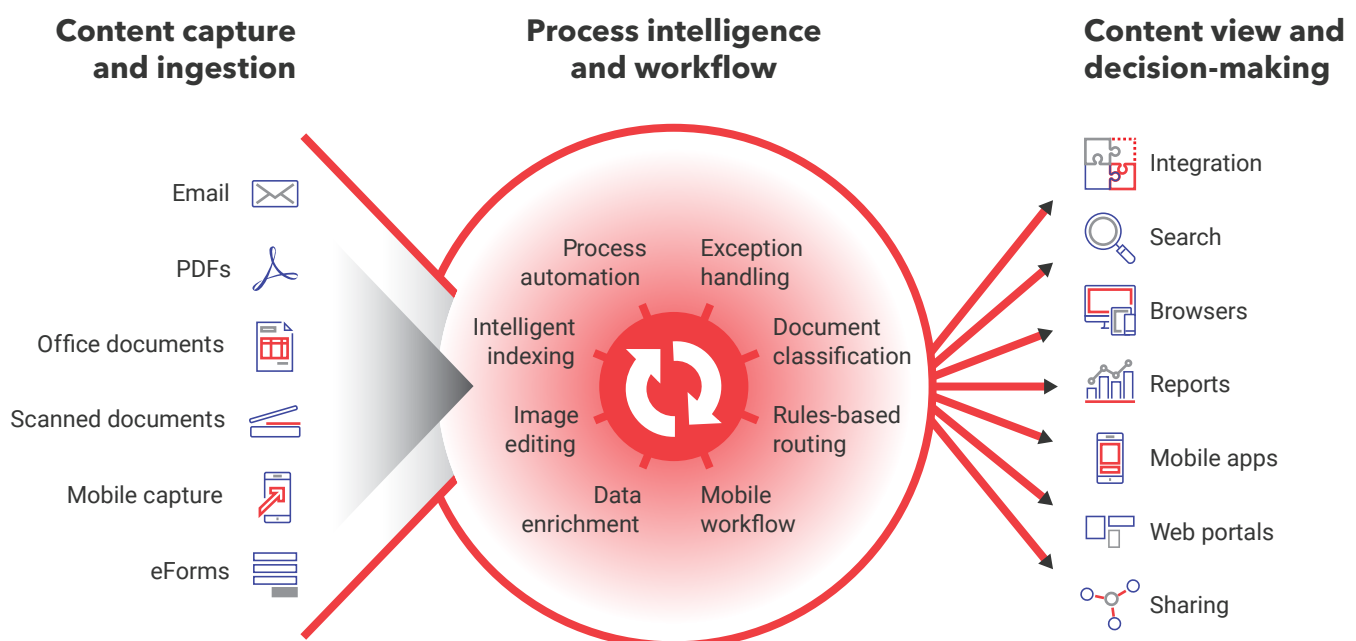 Content capture
and ingestion
Email
PDFs
Office documents
Scanned documents
Mobile capture
eForms
Process intelligence
and workflow
Process
automation
Exception
handling
Intelligent
indexing
Document
classification
Image
editing
Rules-based
routing
Data
enrichment
Mobile
workflow
Content view and
decision-making
Integration
Search
Browsers
Reports
Mobile apps
Web portals
Sharing